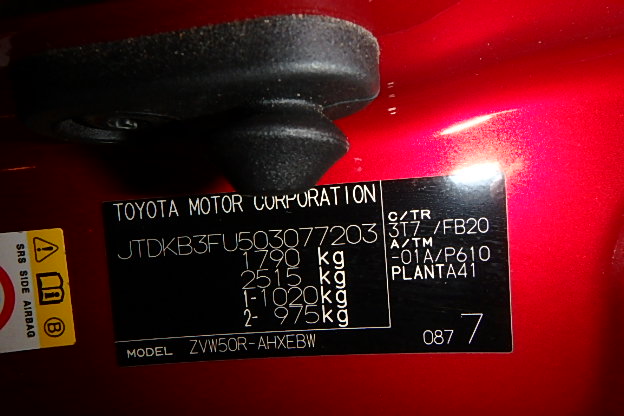 TOYOTA MOTOR CORPORATION
JTDKB3FU503077203
1790 kg
2515 kg
1-1020kg
2- 975kg
C/TR
3T7 /FB20
A/TM
-01A/P610
PLANTA41
MODEL ZVW50R-AHXEBW
087 7
SRS SIDE AIRBAG
B